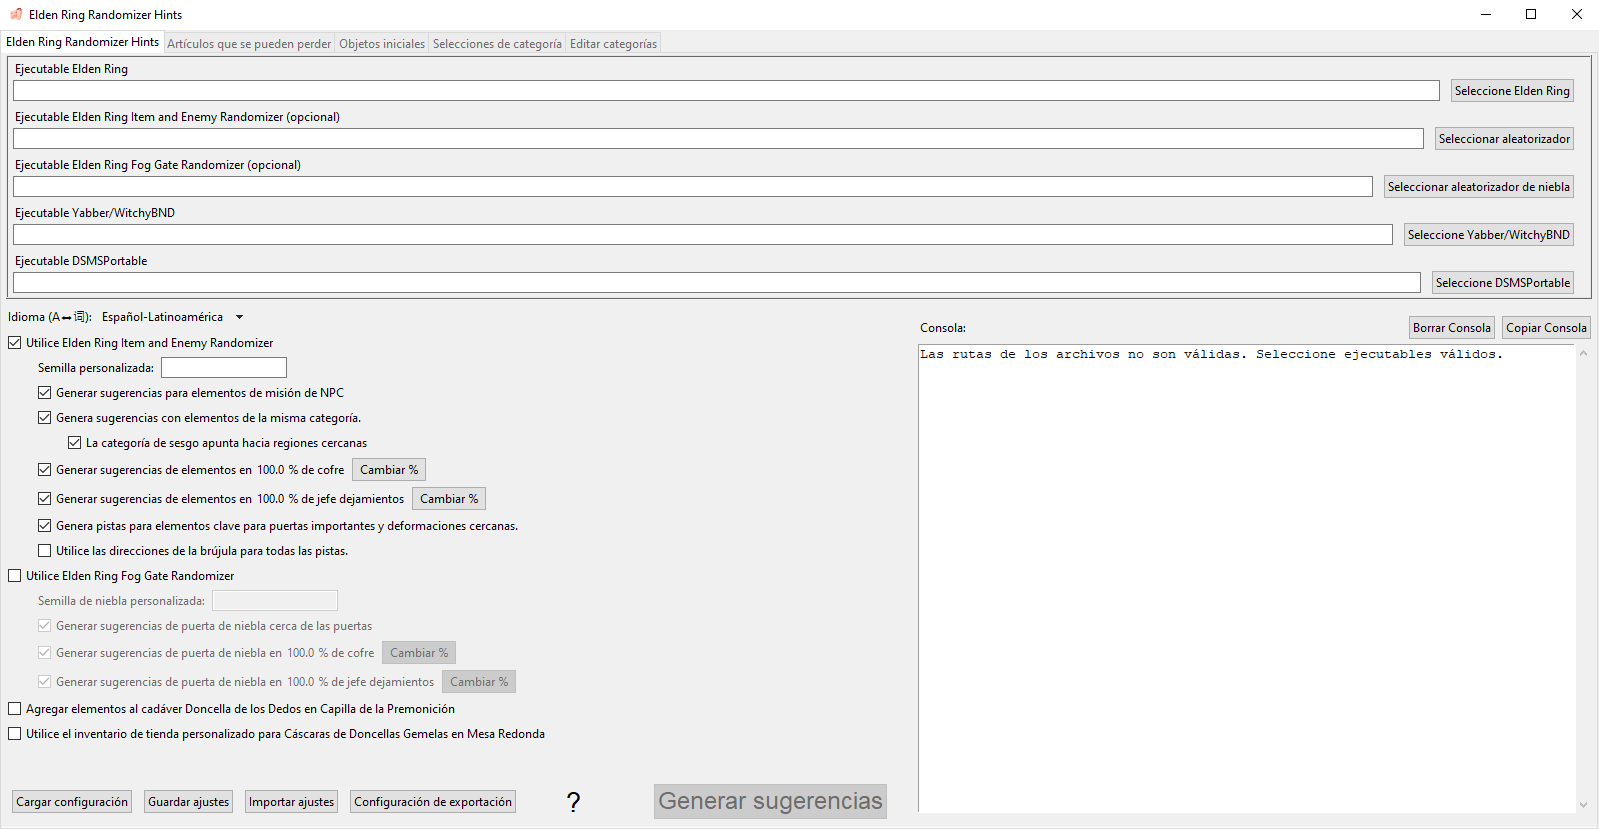 Elden Ring Randomizer Hints
Elden Ring Randomizer Hints Artículos que se pueden perder Objetos iniciales Selecciones de categoría Editar categorías
Ejecutable Elden Ring
Seleccione Elden Ring
Ejecutable Elden Ring Item and Enemy Randomizer (opcional)
Seleccionar aleatorizador
Ejecutable Elden Ring Fog Gate Randomizer (opcional)
Seleccionar aleatorizador de niebla
Ejecutable Yabber/WitchyBND
Seleccione Yabber/WitchyBND
Ejecutable DSMSPortable
Seleccione DSMSPortable
Idioma (A↔词): Español-Latinoamérica
Utilice Elden Ring Item and Enemy Randomizer
Semilla personalizada:
Generar sugerencias para elementos de misión de NPC
Genera sugerencias con elementos de la misma categoría.
La categoría de sesgo apunta hacia regiones cercanas
Generar sugerencias de elementos en 100.0 % de cofre Cambiar %
Generar sugerencias de elementos en 100.0 % de jefe dejamientos Cambiar %
Genera pistas para elementos clave para puertas importantes y deformaciones cercanas.
Utilice las direcciones de la brújula para todas las pistas.
Utilice Elden Ring Fog Gate Randomizer
Semilla de niebla personalizada:
Generar sugerencias de puerta de niebla cerca de las puertas
Generar sugerencias de puerta de niebla en 100.0 % de cofre Cambiar %
Generar sugerencias de puerta de niebla en 100.0 % de jefe dejamientos Cambiar %
Agregar elementos al cadáver Doncella de los Dedos en Capilla de la Premonición
Utilice el inventario de tienda personalizado para Cáscaras de Doncellas Gemelas en Mesa Redonda
Cargar configuración Guardar ajustes Importar ajustes Configuración de exportación ? Generar sugerencias
Consola: Borrar Consola Copiar Consola
Las rutas de los archivos no son válidas. Seleccione ejecutables válidos.